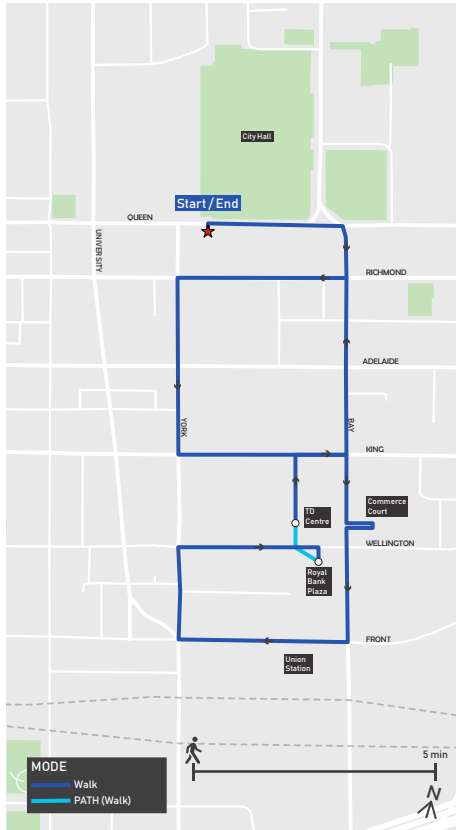 City Hall
Start/End
QUEEN
UNIVERSITY
RICHMOND
ADELAIDE
YORK
BAY
KING
Commerce
Court
TD
Centre
WELLINGTON
Royal
Bank
Plaza
FRONT
Union
Station
5 min
MODE
Walk
PATH (Walk)
N